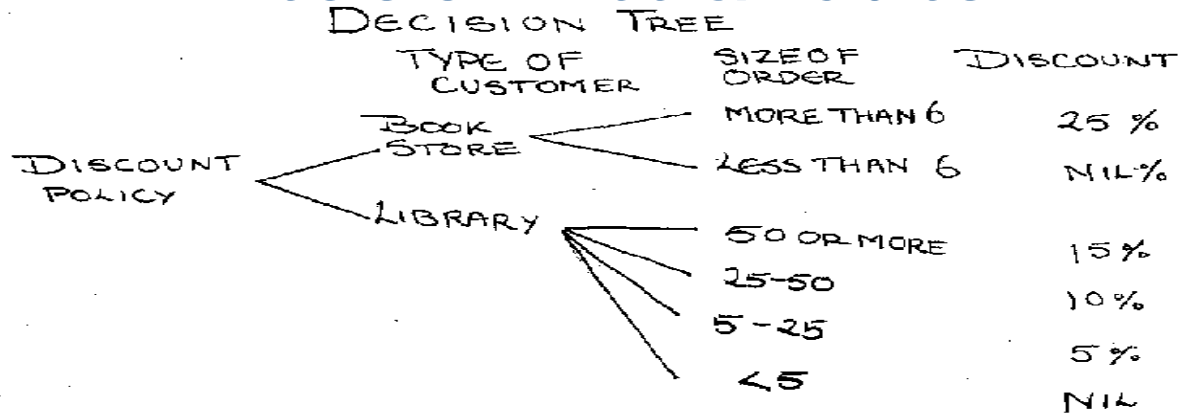 DECISION TREE
TYPE OF CUSTOMER
SIZE OF ORDER
DISCOUNT
DISCOUNT POLICY
BOOK STORE
MORE THAN 6
25 %
LESS THAN 6
NIL %
LIBRARY
50 OR MORE
15 %
25-50
10 %
5-25
5 %
<5
NIL